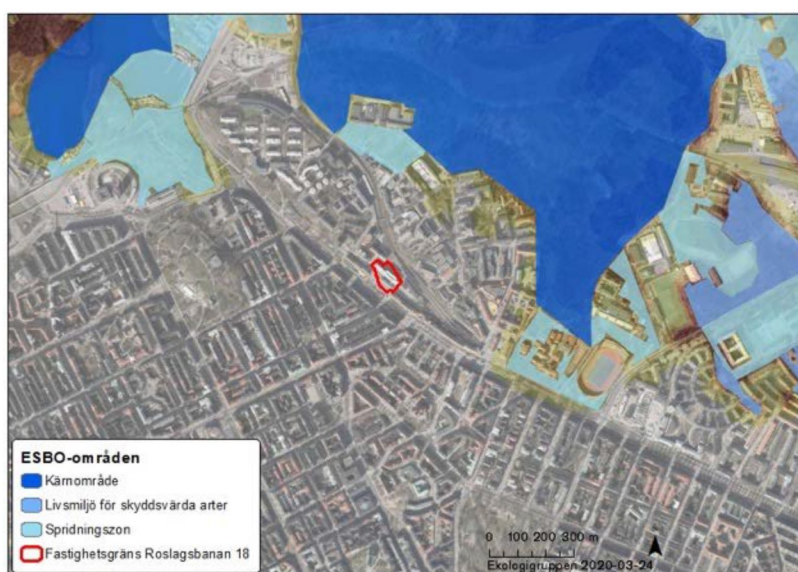 ESBO-områden
Kärnområde
Livsmiljö för skyddsvärda arter
Spridningszon
Fastighetsgräns Roslagsbanan 18
0 100 200 300 m
Ekologigruppen 2020-03-24